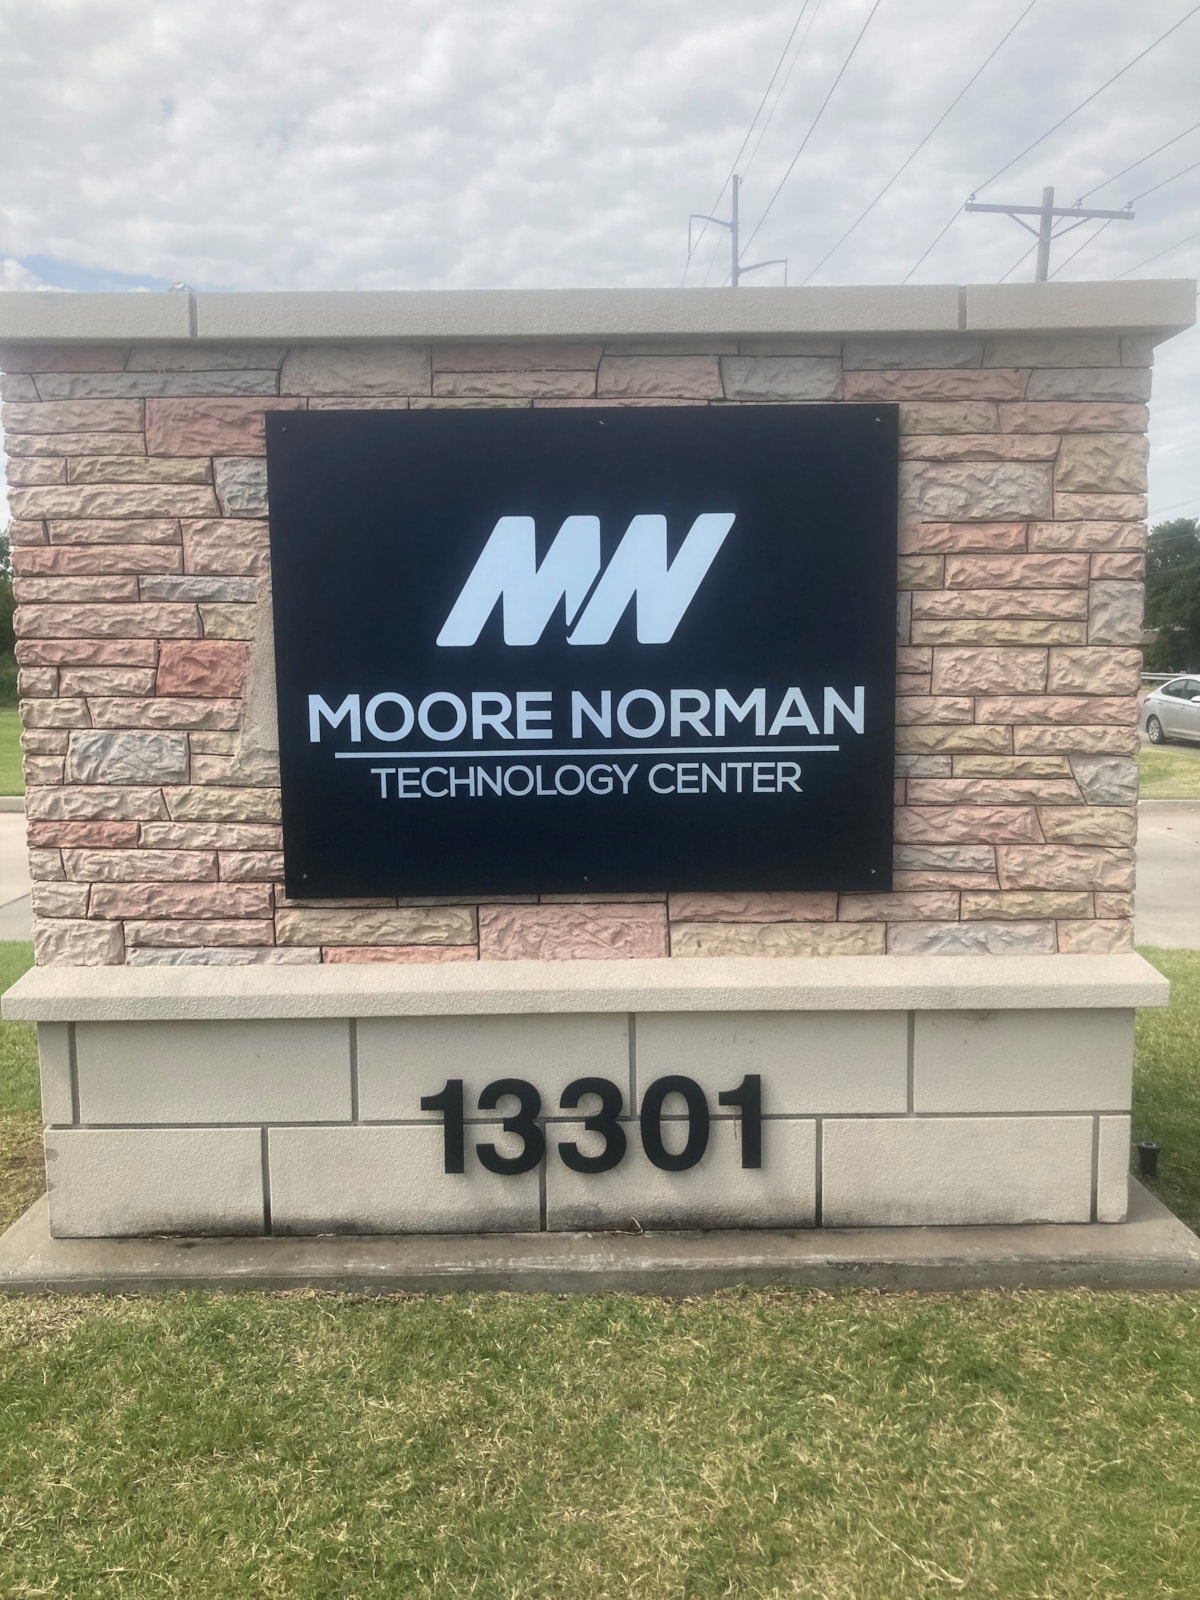 MN
MOORE NORMAN
TECHNOLOGY CENTER
13301